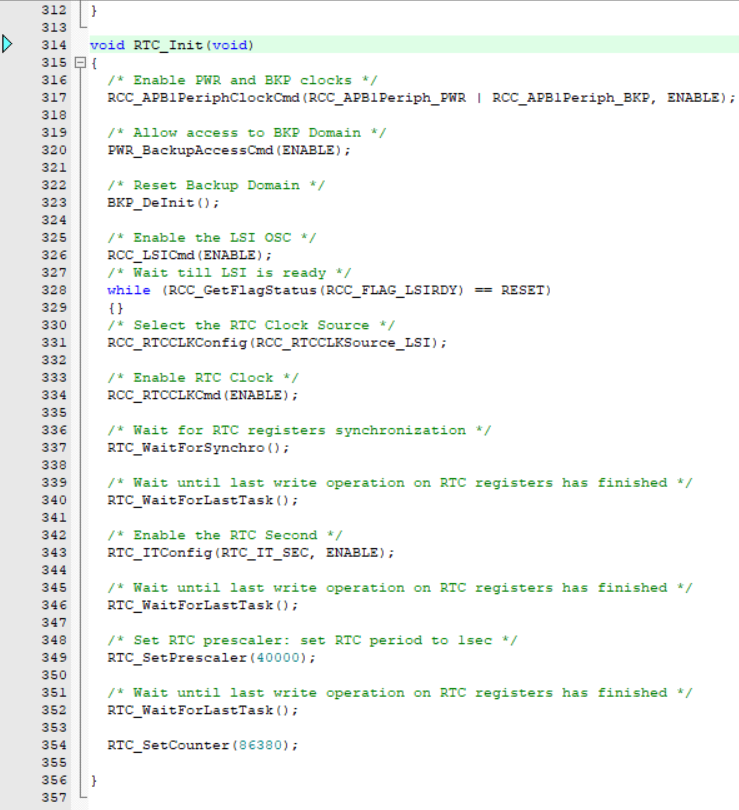 312 }
313
314 void RTC_Init(void)
315 {
316 /* Enable PWR and BKP clocks */
317 RCC_APB1PeriphClockCmd(RCC_APB1Periph_PWR | RCC_APB1Periph_BKP, ENABLE);
318
319 /* Allow access to BKP Domain */
320 PWR_BackupAccessCmd(ENABLE);
321
322 /* Reset Backup Domain */
323 BKP_DeInit();
324
325 /* Enable the LSI OSC */
326 RCC_LSICmd(ENABLE);
327 /* Wait till LSI is ready */
328 while (RCC_GetFlagStatus(RCC_FLAG_LSIRDY) == RESET)
329 {}
330 /* Select the RTC Clock Source */
331 RCC_RTCCLKConfig(RCC_RTCCLKSource_LSI);
332
333 /* Enable RTC Clock */
334 RCC_RTCCLKCmd(ENABLE);
335
336 /* Wait for RTC registers synchronization */
337 RTC_WaitForSynchro();
338
339 /* Wait until last write operation on RTC registers has finished */
340 RTC_WaitForLastTask();
341
342 /* Enable the RTC Second */
343 RTC_ITConfig(RTC_IT_SEC, ENABLE);
344
345 /* Wait until last write operation on RTC registers has finished */
346 RTC_WaitForLastTask();
347
348 /* Set RTC prescaler: set RTC period to 1sec */
349 RTC_SetPrescaler(40000);
350
351 /* Wait until last write operation on RTC registers has finished */
352 RTC_WaitForLastTask();
353
354 RTC_SetCounter(86380);
355
356 }
357